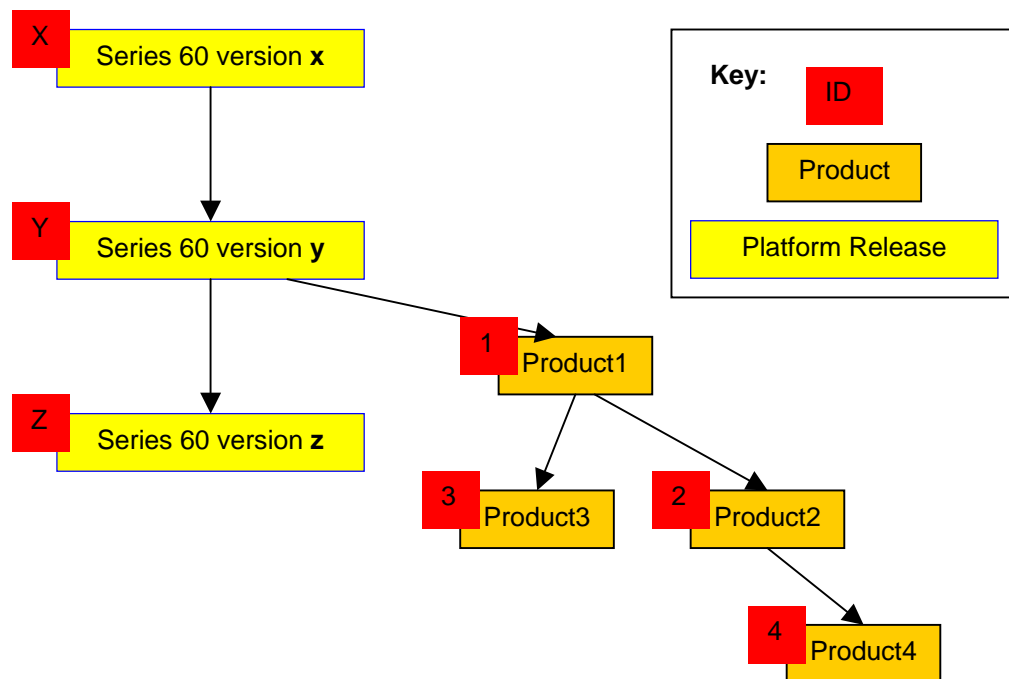 X
Series 60 version x
Key:
ID
Product
Platform Release
Y
Series 60 version y
1
Product1
Z
Series 60 version z
3
Product3
2
Product2
4
Product4